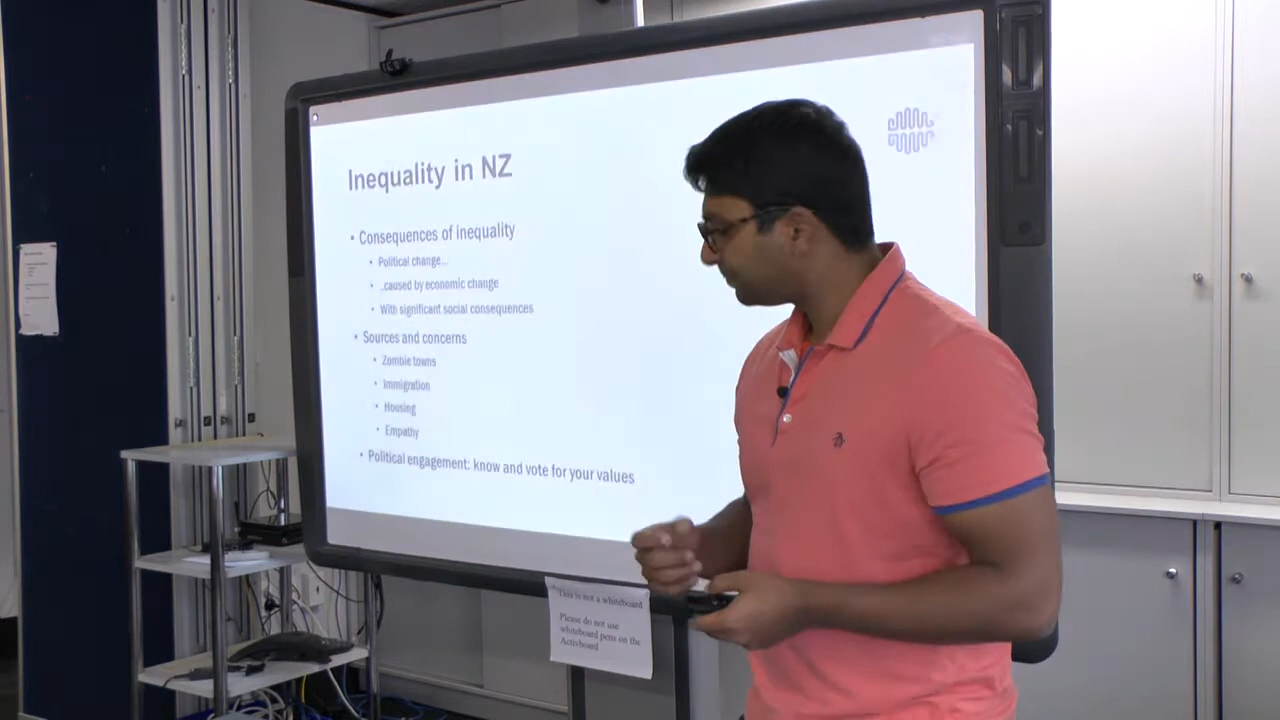 Inequality in NZ
• Consequences of inequality
• Political change...
• ..caused by economic change
• With significant social consequences
• Sources and concerns
• Zombie towns
• Immigration
• Housing
• Empathy
• Political engagement: know and vote for your values
This is not a whiteboard
Please do not use
whiteboard pens on the
Activboard